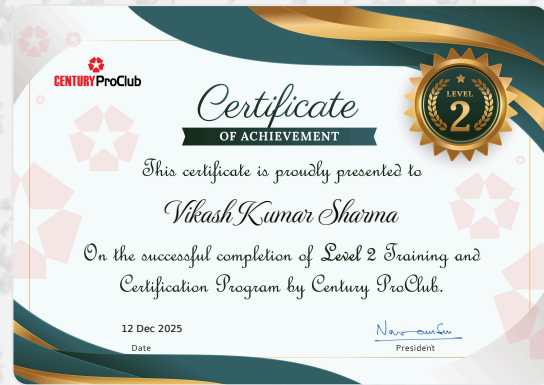 CENTURY ProClub
LEVEL
2
Certificate
OF ACHIEVEMENT
This certificate is proudly presented to
Vikash Kumar Sharma
On the successful completion of Level 2 Training and
Certification Program by Century ProClub.
12 Dec 2025
Date
President